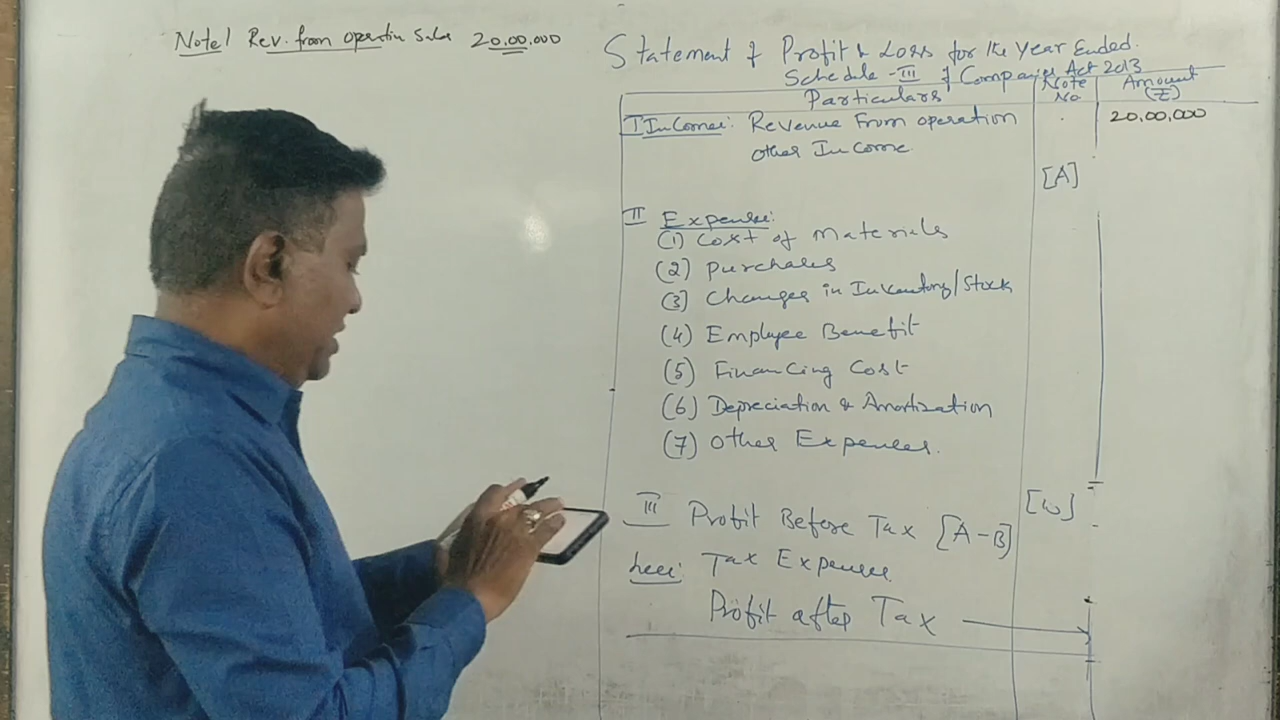 Note 1 Rev. from operation Sales 20,00,000
Statement of Profit & Loss for the Year Ended.
Schedule-III of Companies Act 2013
Particulars Note No Amount (₹)
I Income: Revenue From operation 20,00,000
other Income
[A]
II Expenses:
(1) Cost of Materials
(2) Purchases
(3) Changes in Inventory/Stock
(4) Employee Benefit
(5) Financing Cost
(6) Depreciation & Amortization
(7) Other Expenses.
III Profit Before Tax [A-B]
Less: Tax Expenses
Profit after Tax